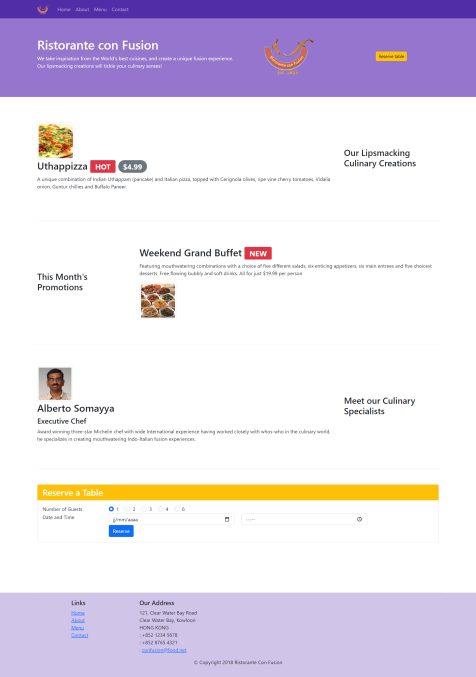 Home About Menu Contact
Ristorante con Fusion
We take inspiration from the World's best cuisines, and create a unique fusion experience.
Our lipsmacking creations will tickle your culinary senses!
Ristorante con Fusion
EST. 2014
Reserve table
Uthappizza HOT $4.99
A unique combination of Indian Uthappam (pancake) and Italian pizza, topped with Cerignola olives, ripe vine cherry tomatoes, Vidalia
onion, Guntur chillies and Buffalo Paneer.
Our Lipsmacking
Culinary Creations
This Month's
Promotions
Weekend Grand Buffet NEW
Featuring mouthwatering combinations with a choice of five different salads, six enticing appetizers, six main entrees and five choicest
desserts. Free flowing bubbly and soft drinks. All for just $19.99 per person
Alberto Somayya
Executive Chef
Award winning three-star Michelin chef with wide International experience having worked closely with whos-who in the culinary world,
he specializes in creating mouthwatering Indo-Italian fusion experiences.
Meet our Culinary
Specialists
Reserve a Table
Number of Guests 1 2 3 4 6
Date and Time jj/mm/aaaa --:--
Reserve
Links
Home
About
Menu
Contact
Our Address
121, Clear Water Bay Road
Clear Water Bay, Kowloon
HONG KONG
: +852 1234 5678
: +852 8765 4321
: confusion@food.net
© Copyright 2018 Ristorante Con Fusion